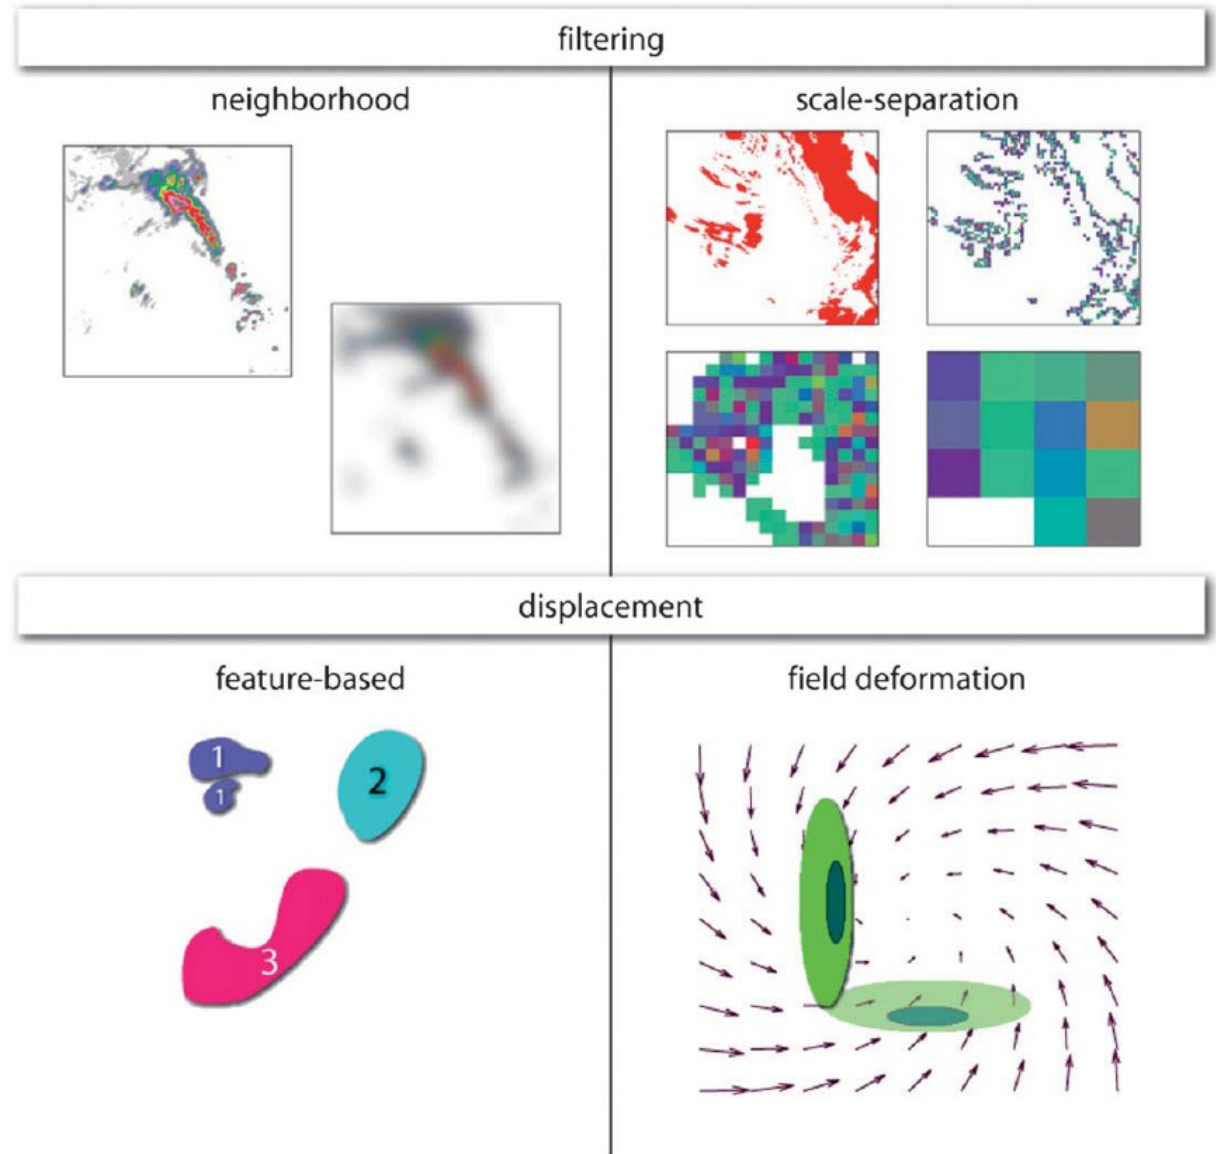 filtering
neighborhood
scale-separation
displacement
feature-based
field deformation
1
2
1
3